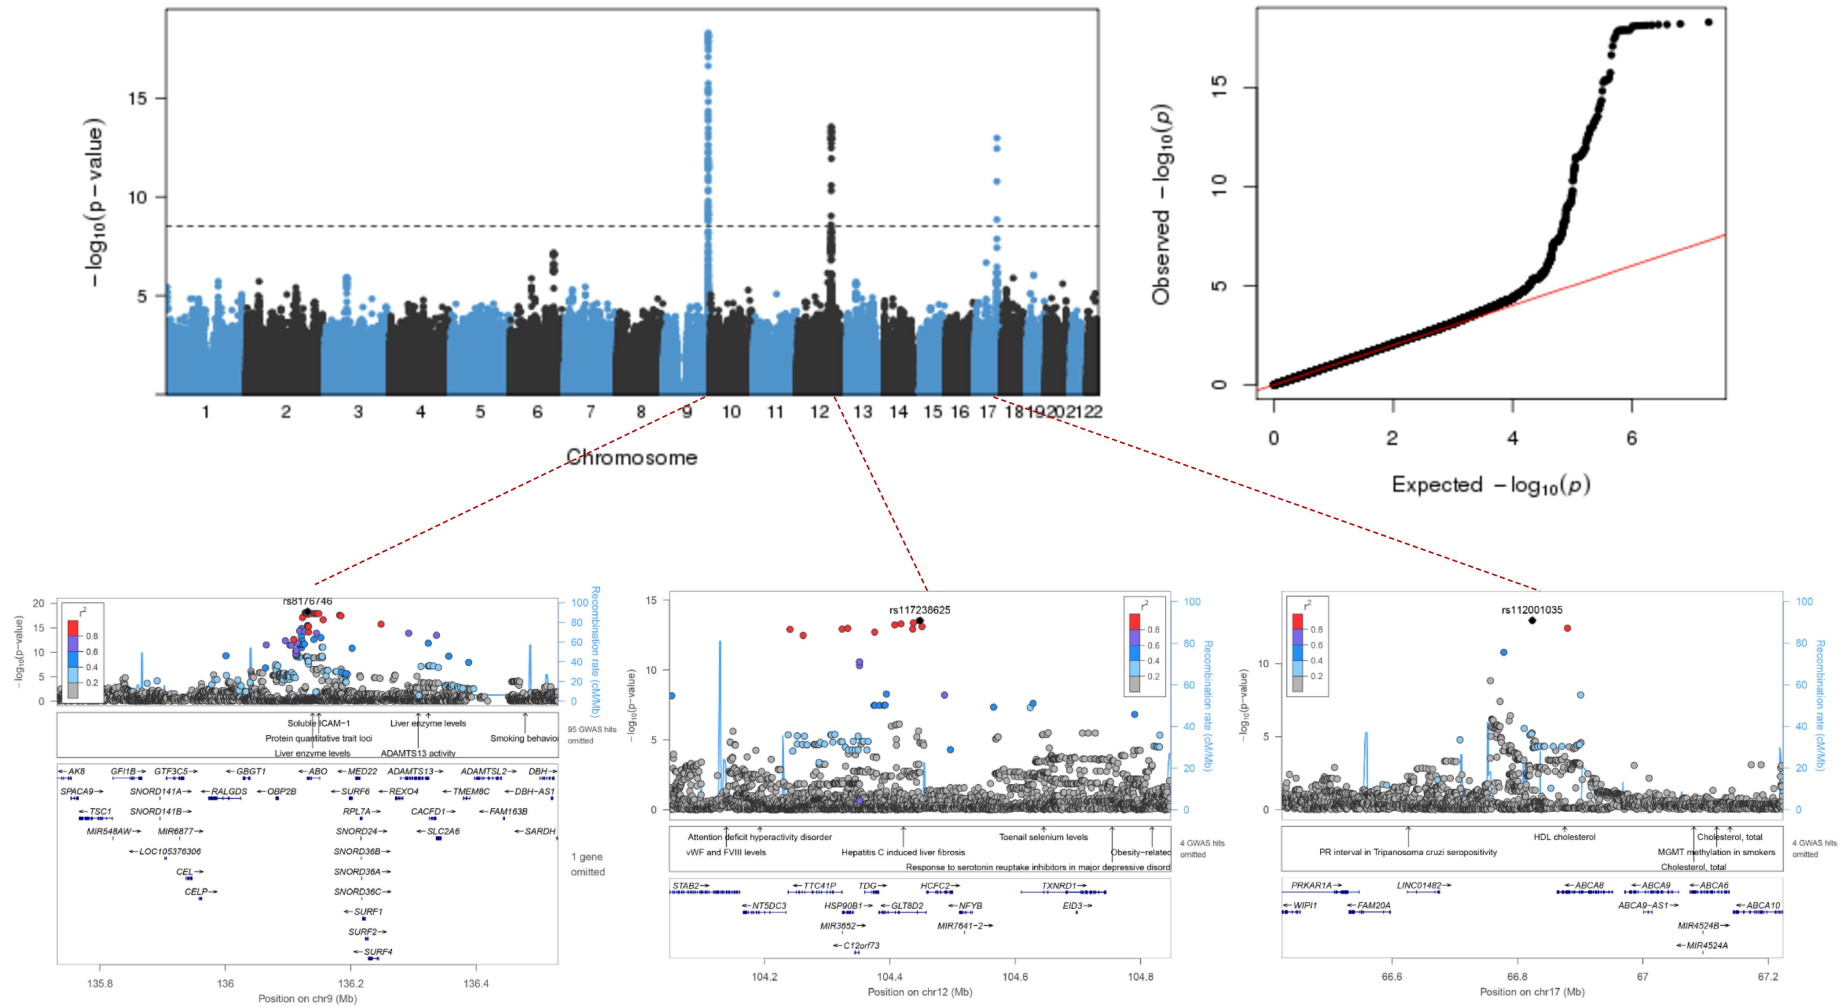 −log10(p−value)
15
10
5
1 2 3 4 5 6 7 8 9 10 11 12 13 14 15 16 17 18 19 20 21 22
Chromosome
Observed −log10(p)
15
10
5
0
0 2 4 6
Expected −log10(p)
rs8176746
−log10(p−value)
20
15
10
5
0
r2
0.8
0.6
0.4
0.2
100
80
60
40
20
0
Recombination rate (cM/Mb)
Soluble ICAM−1 Liver enzyme levels
Protein quantitative trait loci Smoking behavior
Liver enzyme levels ADAMTS13 activity
95 GWAS hits
omitted
←AK8 GFI1B→ GTF3C5→ ←GBGT1 ←ABO ←MED22 ADAMTS13→ ADAMTSL2→ DBH→
SPACA9→ SNORD141A→ ←RALGDS ←OBP2B ←SURF6 ←REXO4 ←TMEM8C ←DBH−AS1
←TSC1 SNORD141B→ RPL7A→ CACFD1→ ←FAM163B
MIR548AW→ MIR6877→ SNORD24→ ←SLC2A6 ←SARDH
←LOC105376306 SNORD36B→
CEL→ SNORD36A→
CELP→ SNORD36C→
←SURF1
SURF2→
←SURF4
1 gene
omitted
135.8 136 136.2 136.4
Position on chr9 (Mb)
rs117238625
−log10(p−value)
15
10
5
0
r2
0.8
0.6
0.4
0.2
100
80
60
40
20
0
Recombination rate (cM/Mb)
Attention deficit hyperactivity disorder Toenail selenium levels
vWF and FVIII levels Hepatitis C induced liver fibrosis Obesity−related
Response to serotonin reuptake inhibitors in major depressive disord
4 GWAS hits
omitted
STAB2→ ←TTC41P TDG→ HCFC2→ TXNRD1→
←NT5DC3 HSP90B1→ ←GLT8D2 ←NFYB EID3→
MIR3652→ MIR7641−2→
←C12orf73
104.2 104.4 104.6 104.8
Position on chr12 (Mb)
rs112001035
−log10(p−value)
10
5
0
r2
0.8
0.6
0.4
0.2
100
80
60
40
20
0
Recombination rate (cM/Mb)
HDL cholesterol Cholesterol, total
PR interval in Tripanosoma cruzi seropositivity MGMT methylation in smokers
Cholesterol, total
4 GWAS hits
omitted
PRKAR1A→ LINC01482→ ←ABCA8 ←ABCA9 ←ABCA6
←WIPI1 ←FAM20A ABCA9−AS1→ ←ABCA10
MIR4524B→
←MIR4524A
66.6 66.8 67 67.2
Position on chr17 (Mb)